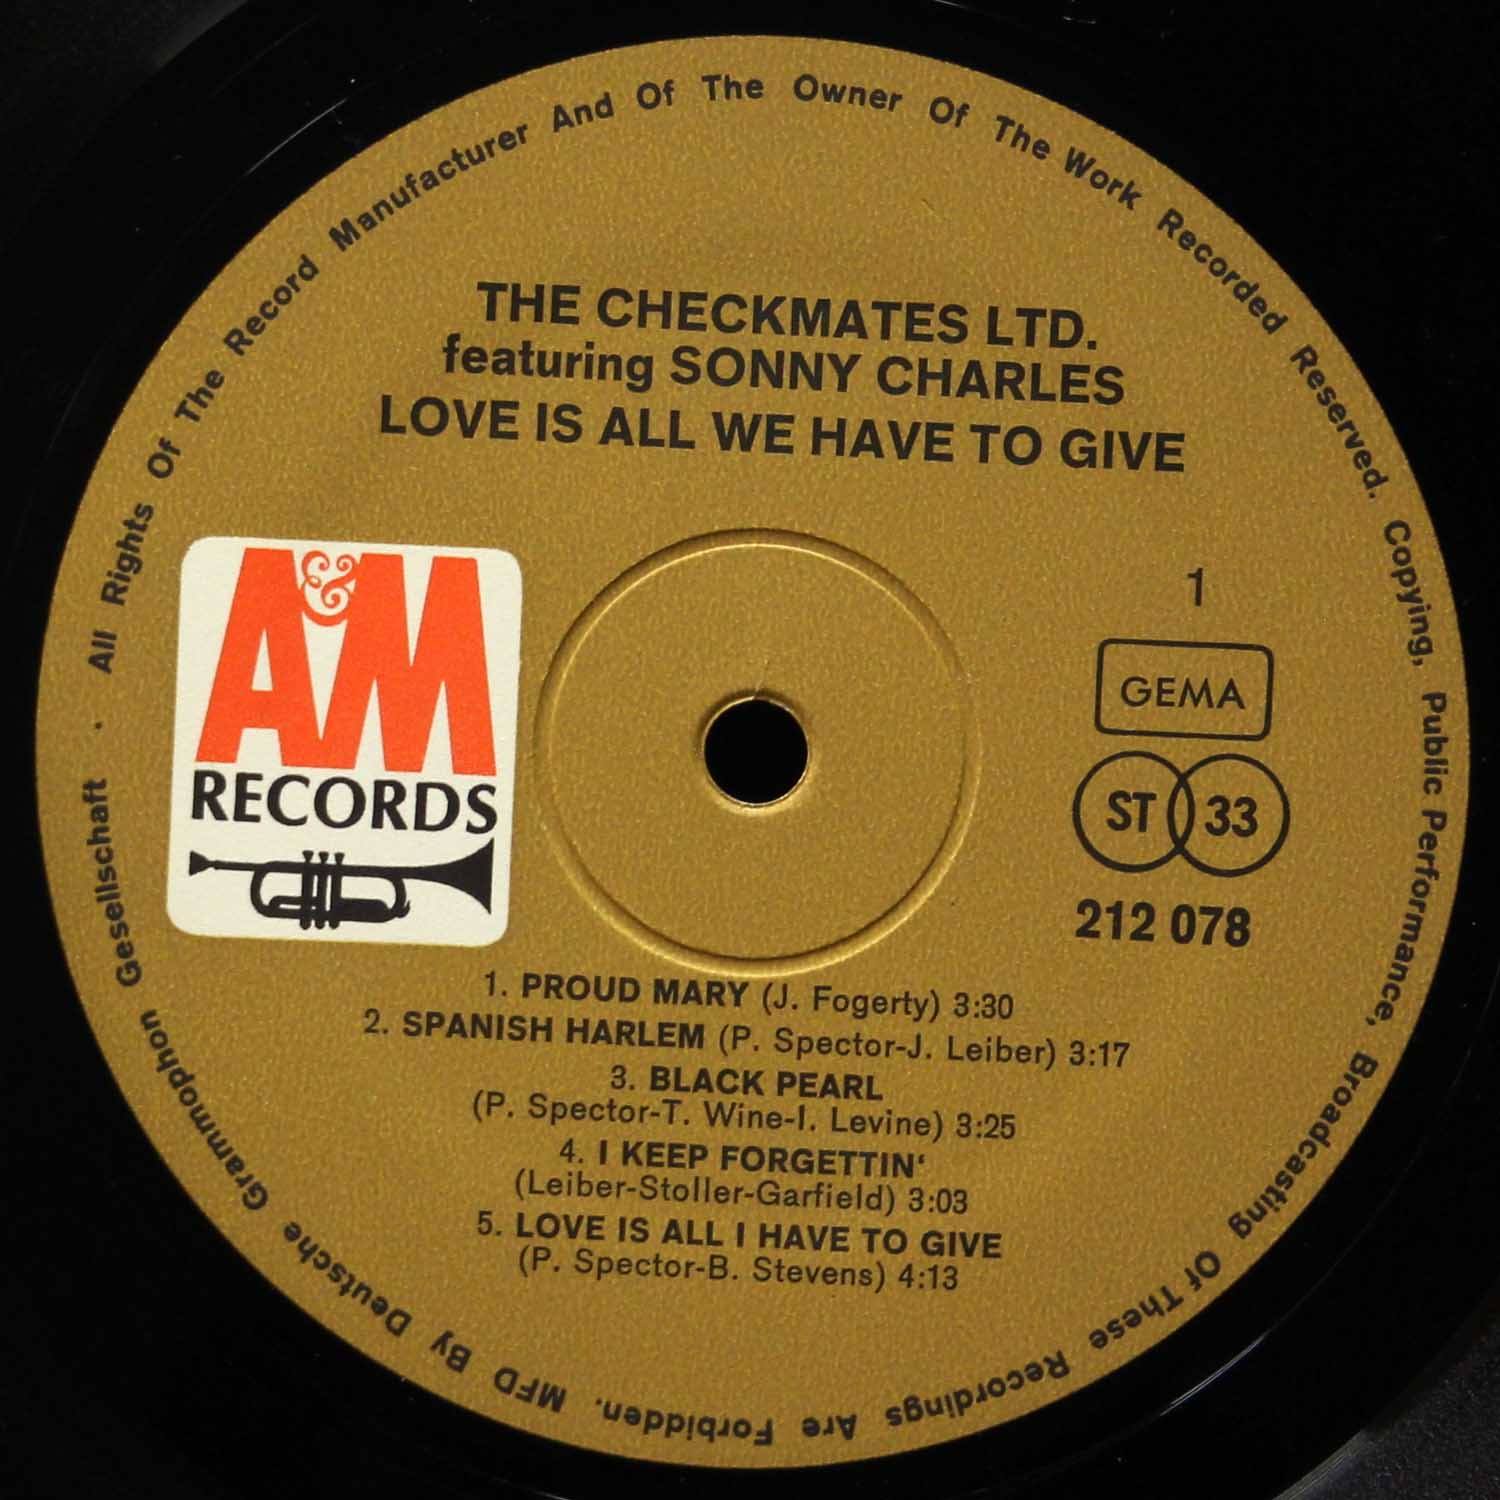 All Rights Of The Record Manufacturer And Of The Owner Of The Work Recorded Reserved. Copying, Public Performance, Broadcasting Of These Recordings Are Forbidden. MFD By Deutsche Grammophon Gesellschaft ·
THE CHECKMATES LTD.
featuring SONNY CHARLES
LOVE IS ALL WE HAVE TO GIVE
A&M
RECORDS
1
GEMA
ST 33
212 078
1. PROUD MARY (J. Fogerty) 3:30
2. SPANISH HARLEM (P. Spector-J. Leiber) 3:17
3. BLACK PEARL
(P. Spector-T. Wine-I. Levine) 3:25
4. I KEEP FORGETTIN‘
(Leiber-Stoller-Garfield) 3:03
5. LOVE IS ALL I HAVE TO GIVE
(P. Spector-B. Stevens) 4:13